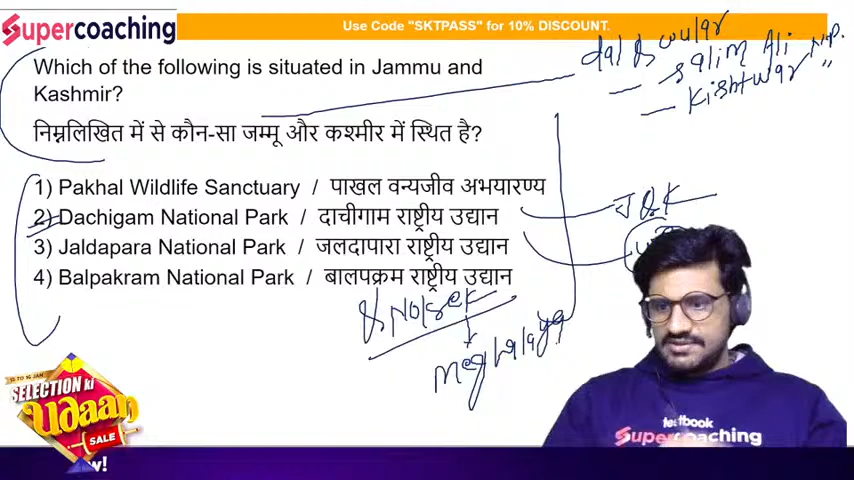 Supercoaching
Use Code "SKTPASS" for 10% DISCOUNT.
dal & wular
– Salim Ali N.P.
– Kishtwar "
Which of the following is situated in Jammu and
Kashmir?
निम्नलिखित में से कौन-सा जम्मू और कश्मीर में स्थित है?
1) Pakhal Wildlife Sanctuary / पाखल वन्यजीव अभयारण्य
2) Dachigam National Park / दाचीगाम राष्ट्रीय उद्यान
J&K
3) Jaldapara National Park / जलदापारा राष्ट्रीय उद्यान
4) Balpakram National Park / बालपक्रम राष्ट्रीय उद्यान
& Nokrek
Meghalaya
SELECTION ki
UDAAN
SALE
testbook
Supercoaching